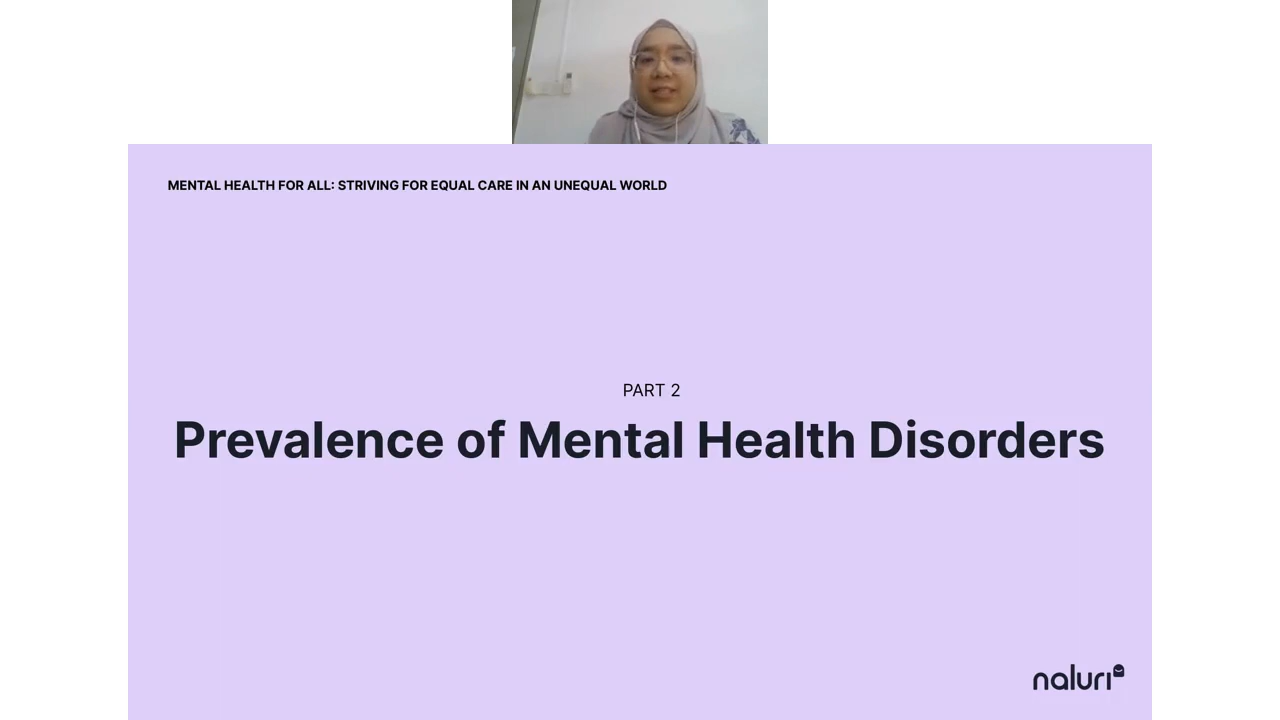 MENTAL HEALTH FOR ALL: STRIVING FOR EQUAL CARE IN AN UNEQUAL WORLD
PART 2
Prevalence of Mental Health Disorders
naluri